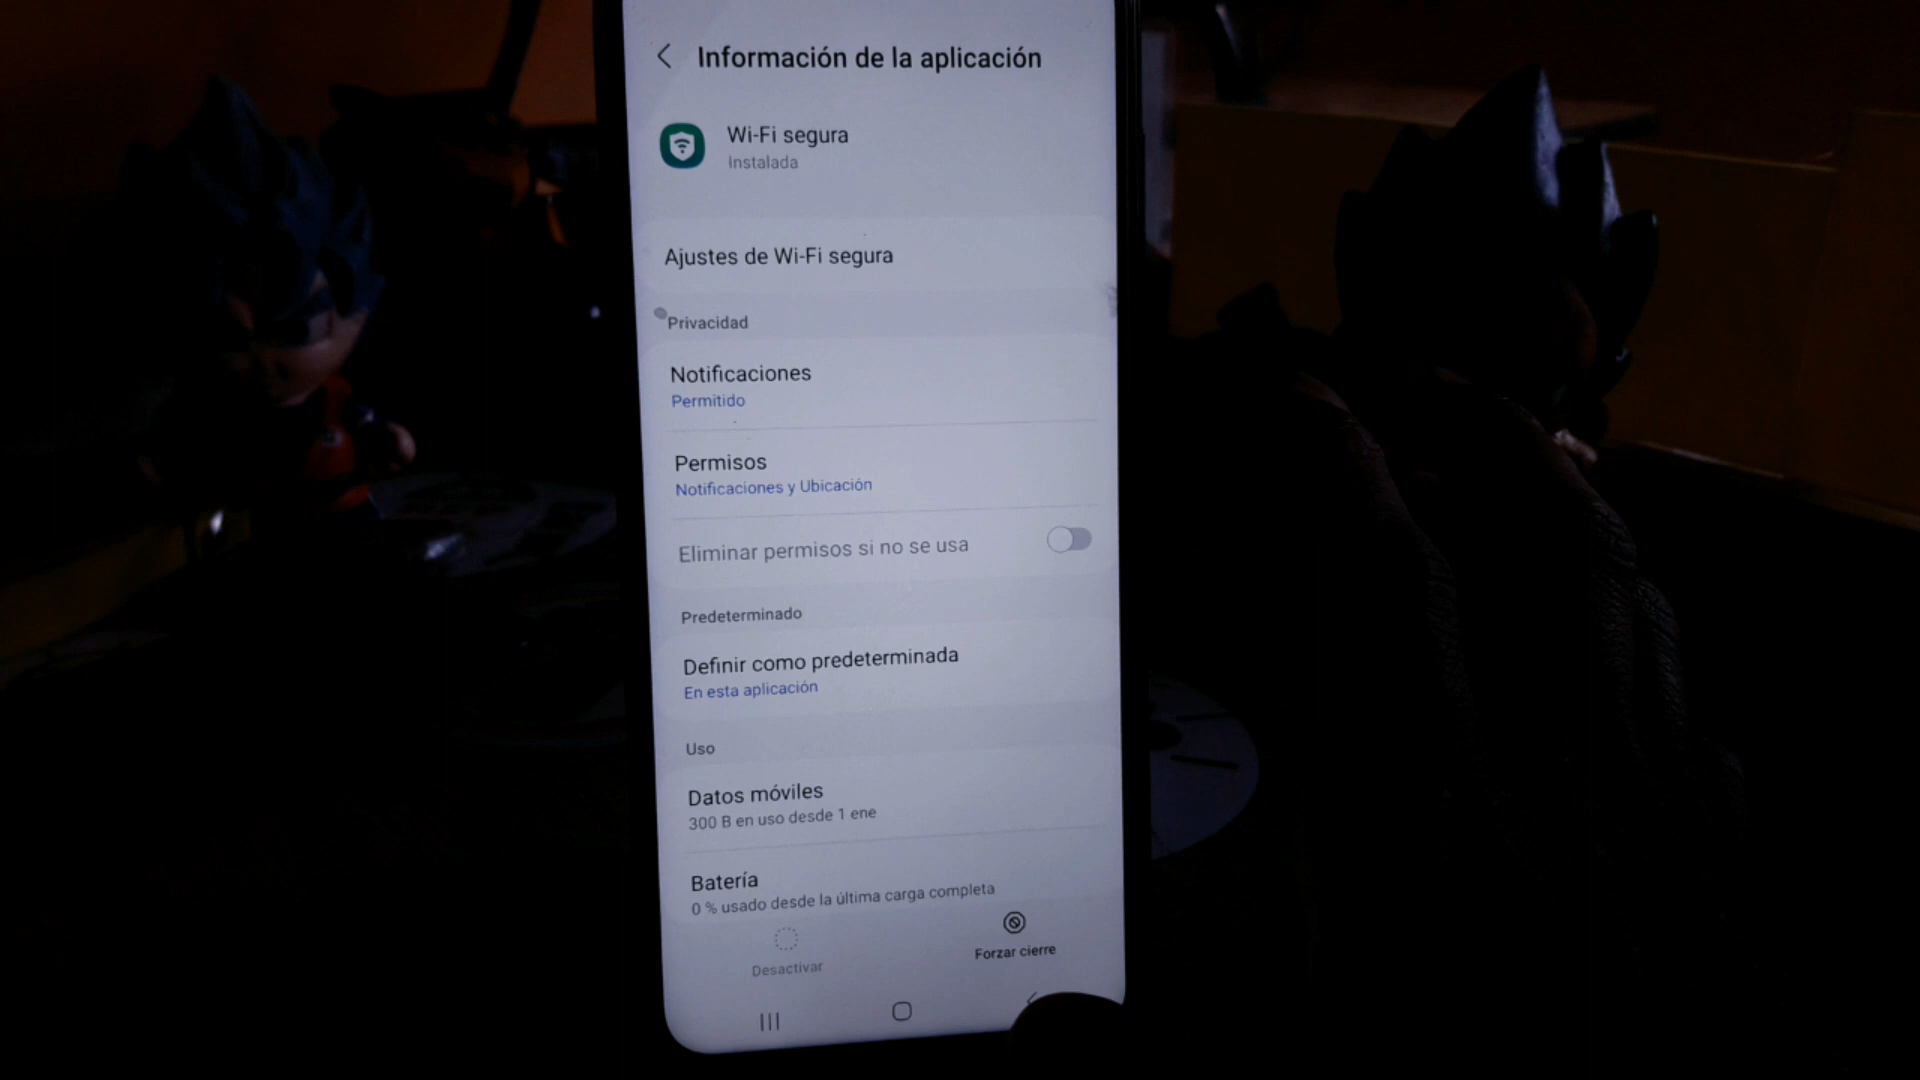 Información de la aplicación
Wi-Fi segura
Instalada
Ajustes de Wi-Fi segura
Privacidad
Notificaciones
Permitido
Permisos
Notificaciones y Ubicación
Eliminar permisos si no se usa
Predeterminado
Definir como predeterminada
En esta aplicación
Uso
Datos móviles
300 B en uso desde 1 ene
Batería
0 % usado desde la última carga completa
Desactivar
Forzar cierre